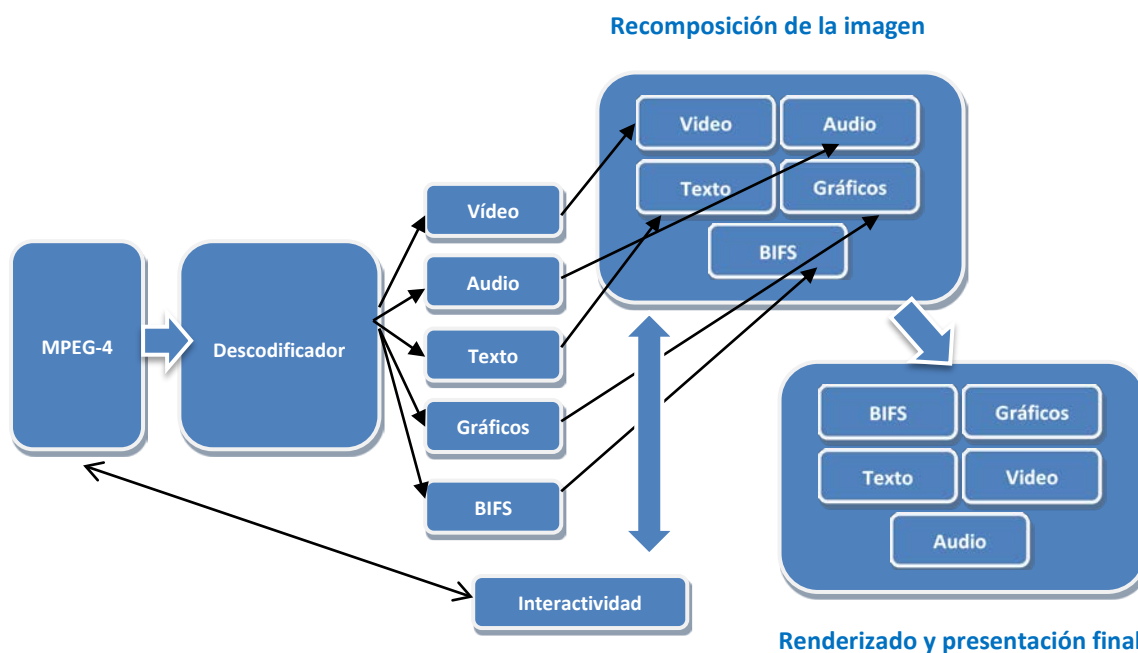 Recomposición de la imagen
Video
Audio
Texto
Gráficos
BIFS
MPEG-4
Descodificador
Vídeo
Audio
Texto
Gráficos
BIFS
Interactividad
BIFS
Gráficos
Texto
Video
Audio
Renderizado y presentación final